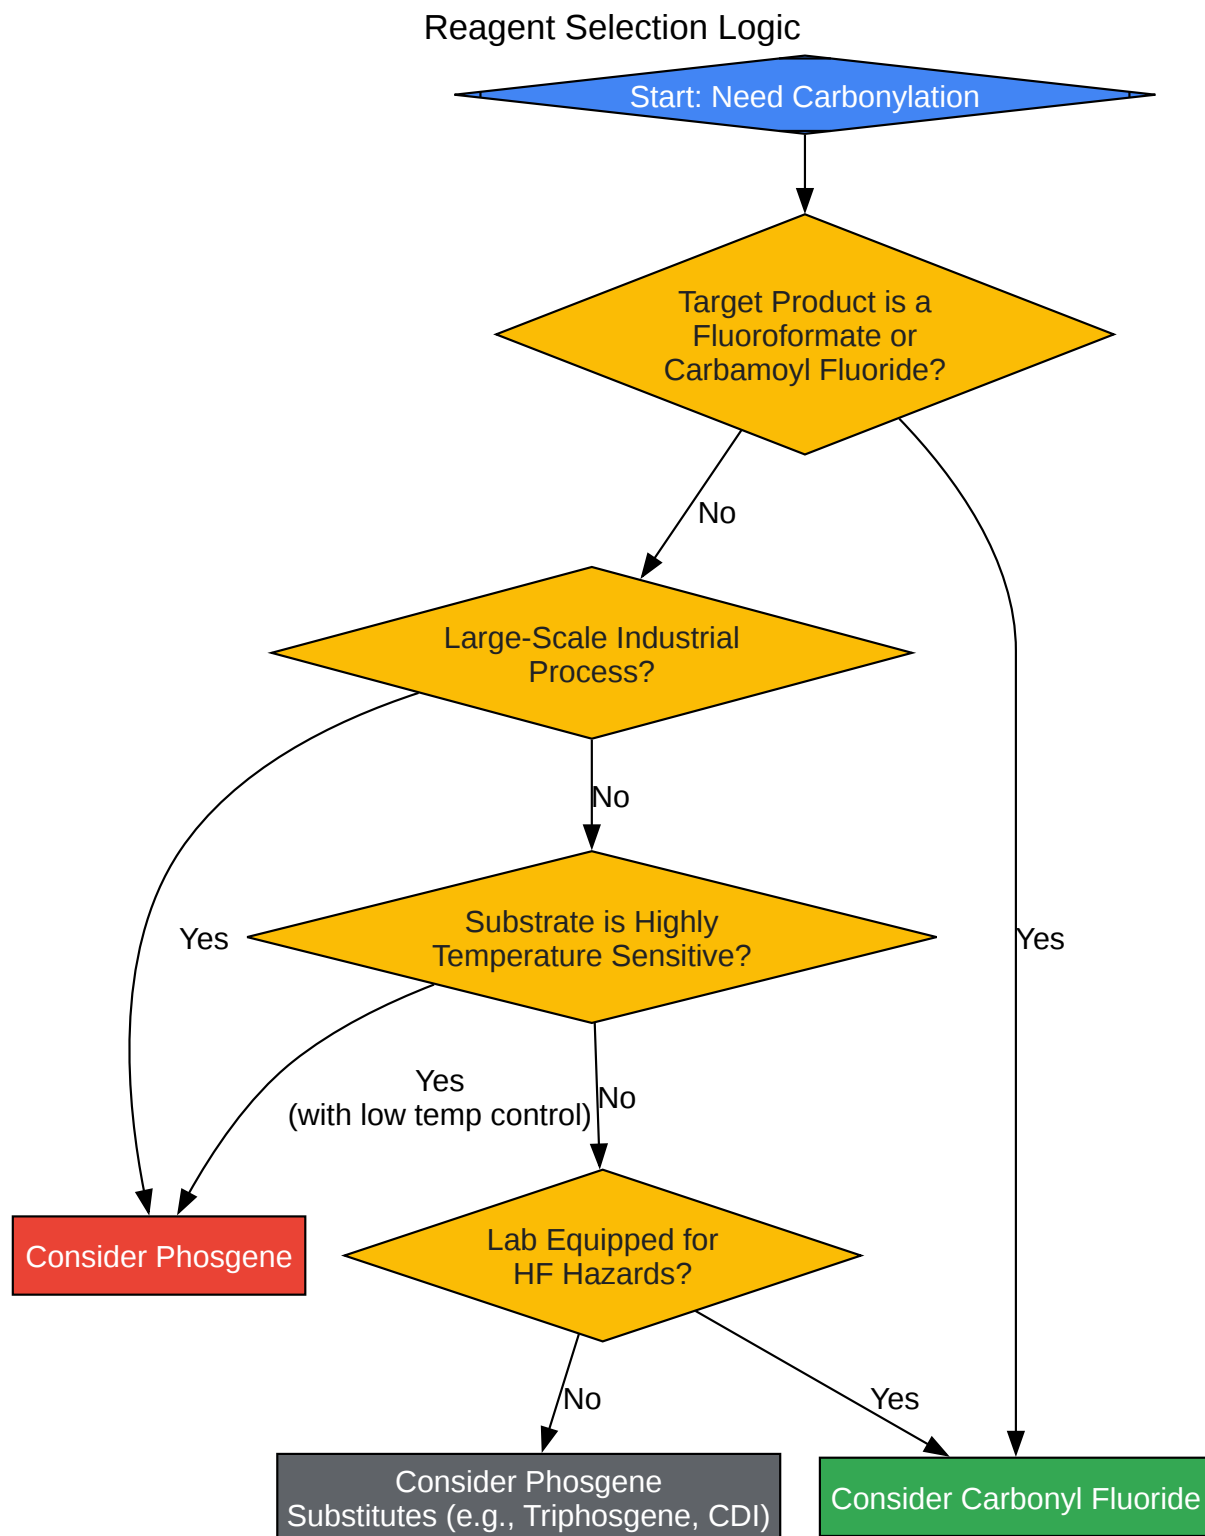 Reagent Selection Logic
Start: Need Carbonylation
Target Product is a
Fluoroformate or
Carbamoyl Fluoride?
No
Large-Scale Industrial
Process?
No
Yes
Substrate is Highly
Temperature Sensitive?
Yes
Yes
(with low temp control)
No
Consider Phosgene
Lab Equipped for
HF Hazards?
No
Yes
Consider Phosgene
Substitutes (e.g., Triphosgene, CDI)
Consider Carbonyl Fluoride